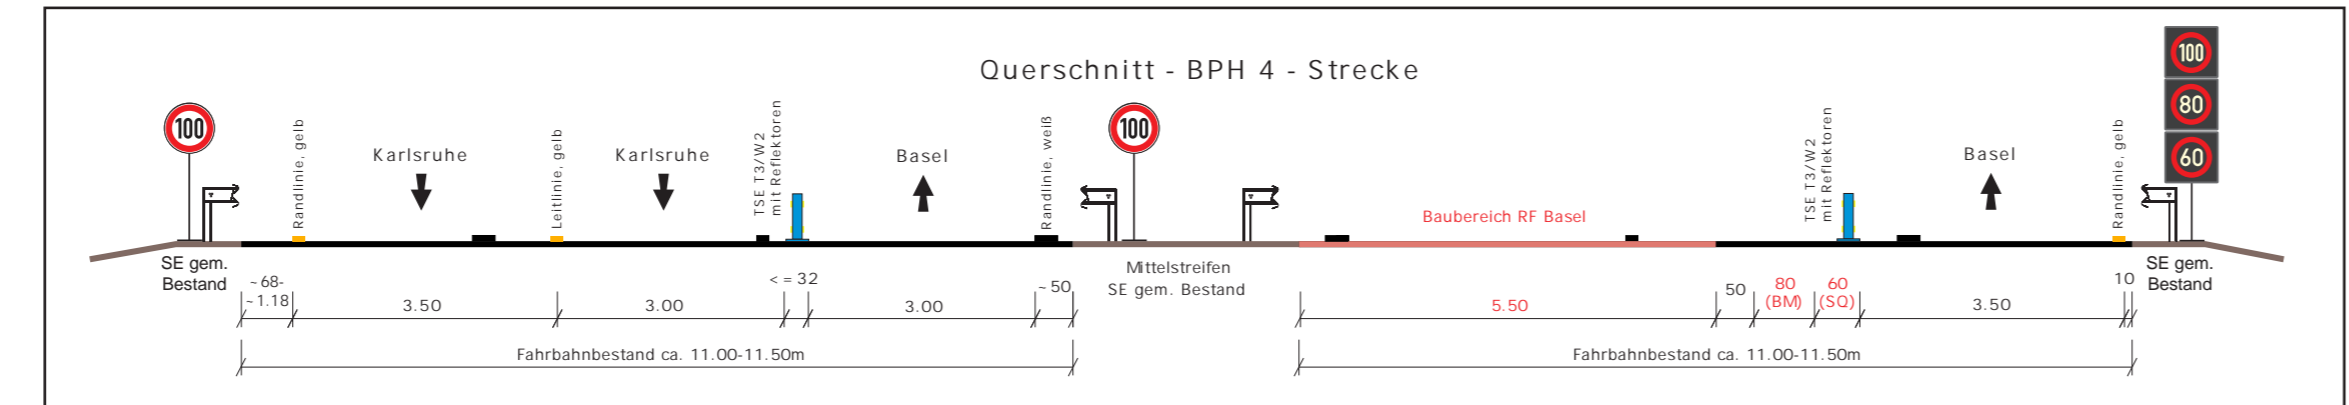 Querschnitt - BPH 4 - Strecke
100
Randlinie, gelb
Karlsruhe
Leitlinie, gelb
Karlsruhe
TSE T3/W2
mit Reflektoren
Basel
Randlinie, weiß
100
Baubereich RF Basel
TSE T3/W2
mit Reflektoren
Basel
Randlinie, gelb
100
80
60
SE gem.
Bestand
~68-
~1.18
3.50
3.00
<= 32
3.00
~50
Mittelstreifen
SE gem. Bestand
5.50
50
80
(BM)
60
(SQ)
3.50
10
SE gem.
Bestand
Fahrbahnbestand ca. 11.00-11.50m
Fahrbahnbestand ca. 11.00-11.50m